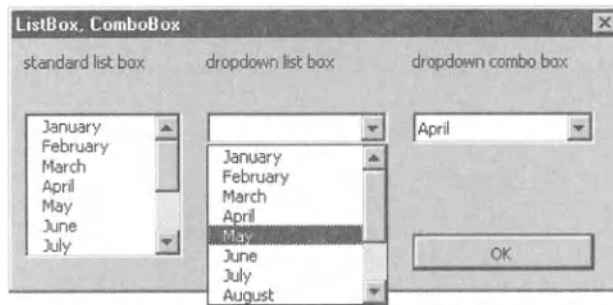 ListBox, ComboBox
standard list box
dropdown list box
dropdown combo box
January
February
March
April
May
June
July
January
February
March
April
May
June
July
August
April
OK